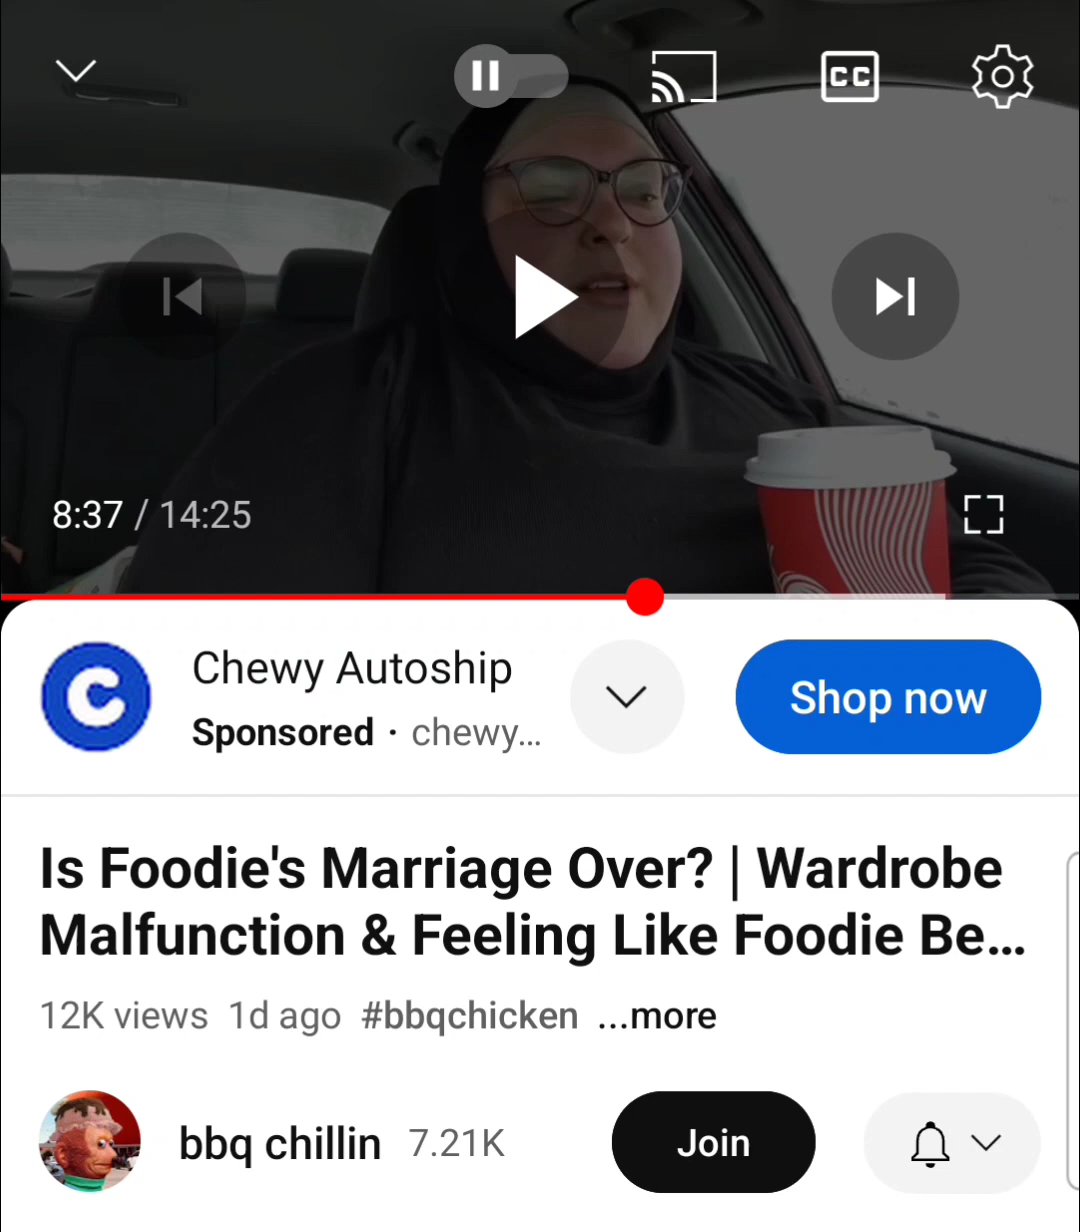 CC
8:37 / 14:25
Chewy Autoship
Sponsored · chewy...
Shop now
Is Foodie's Marriage Over? | Wardrobe
Malfunction & Feeling Like Foodie Be...
12K views 1d ago #bbqchicken ...more
bbq chillin 7.21K
Join